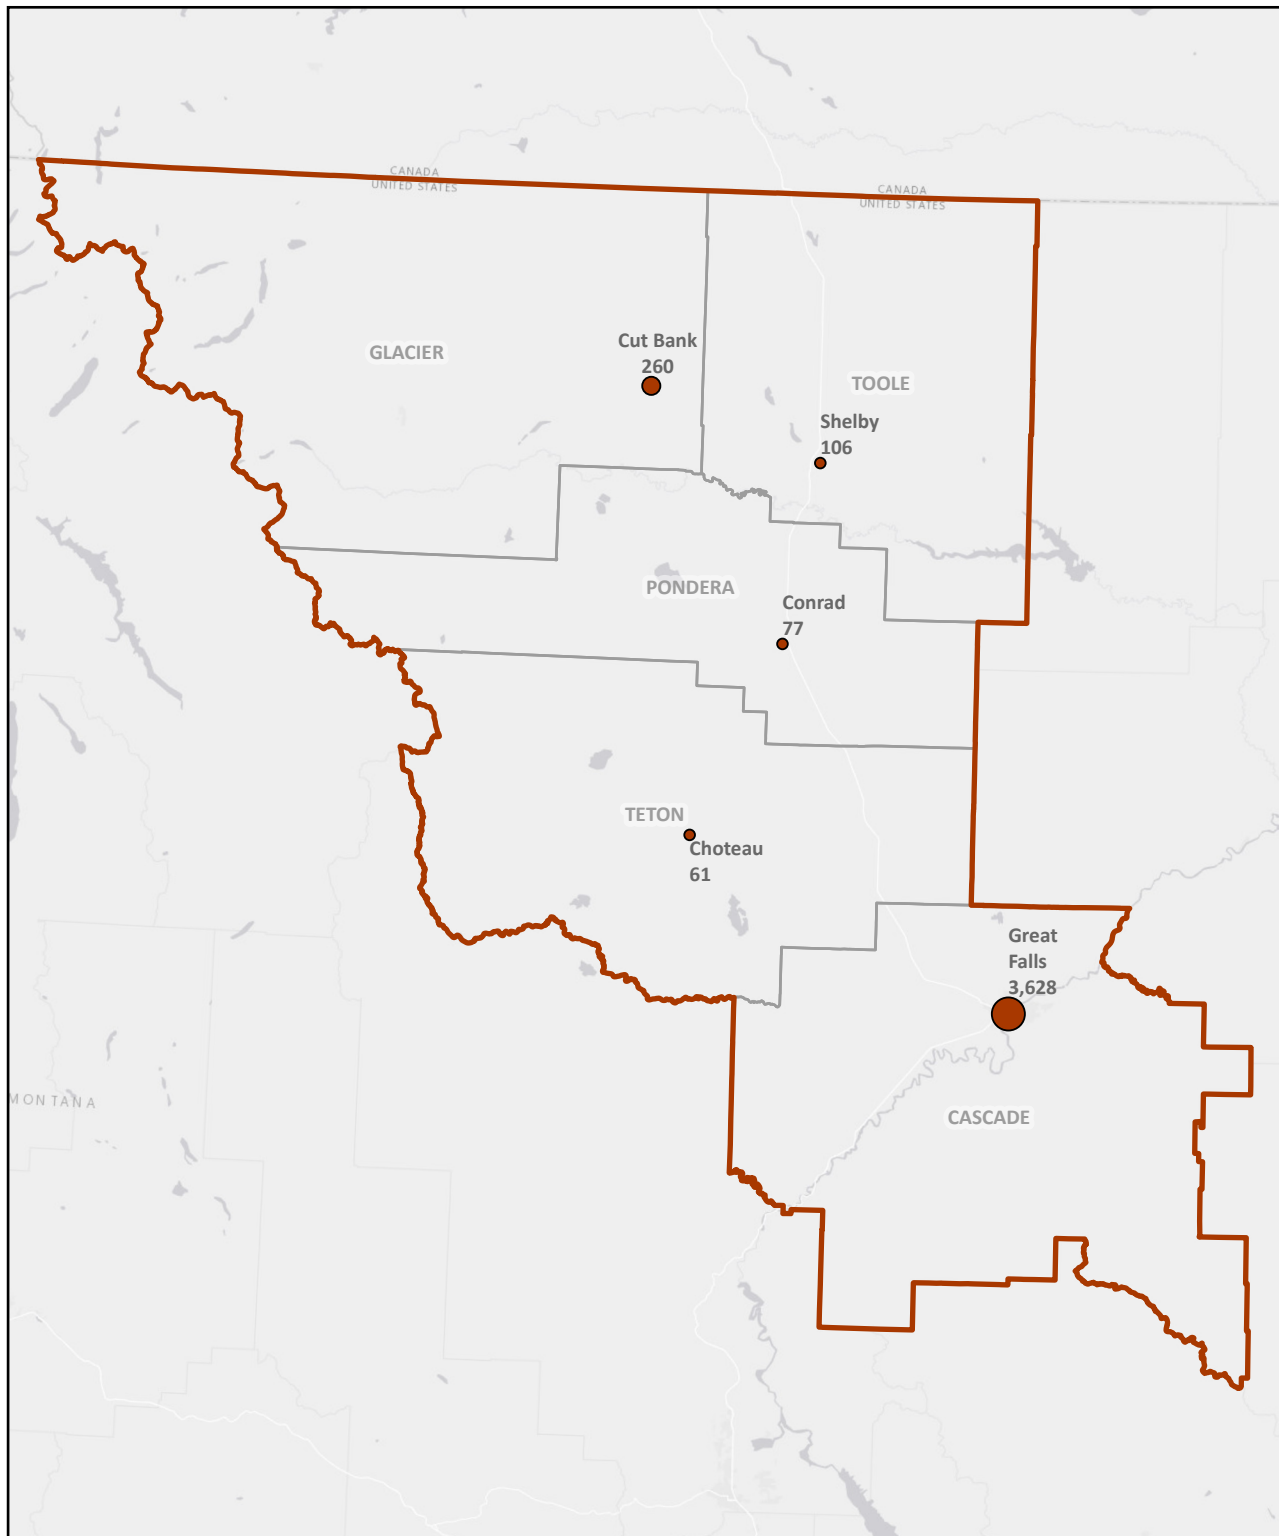 CANADA
UNITED STATES
CANADA
UNITED STATES
Cut Bank
260
GLACIER
TOOLE
Shelby
106
PONDERA
Conrad
77
TETON
Choteau
61
Great
Falls
3,628
MONTANA
CASCADE